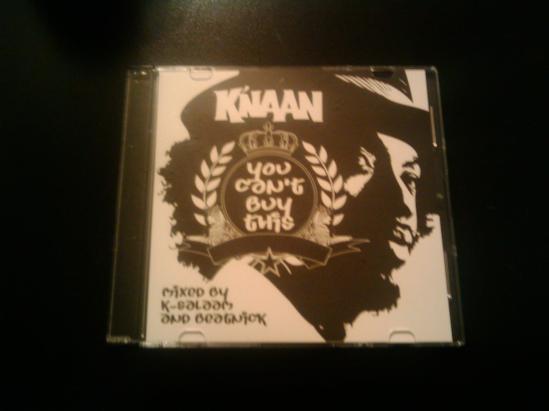 K'NAAN
YOU
CAN'T
BUY
THIS
MIXED BY
K-SALAAM
AND BEATNICK